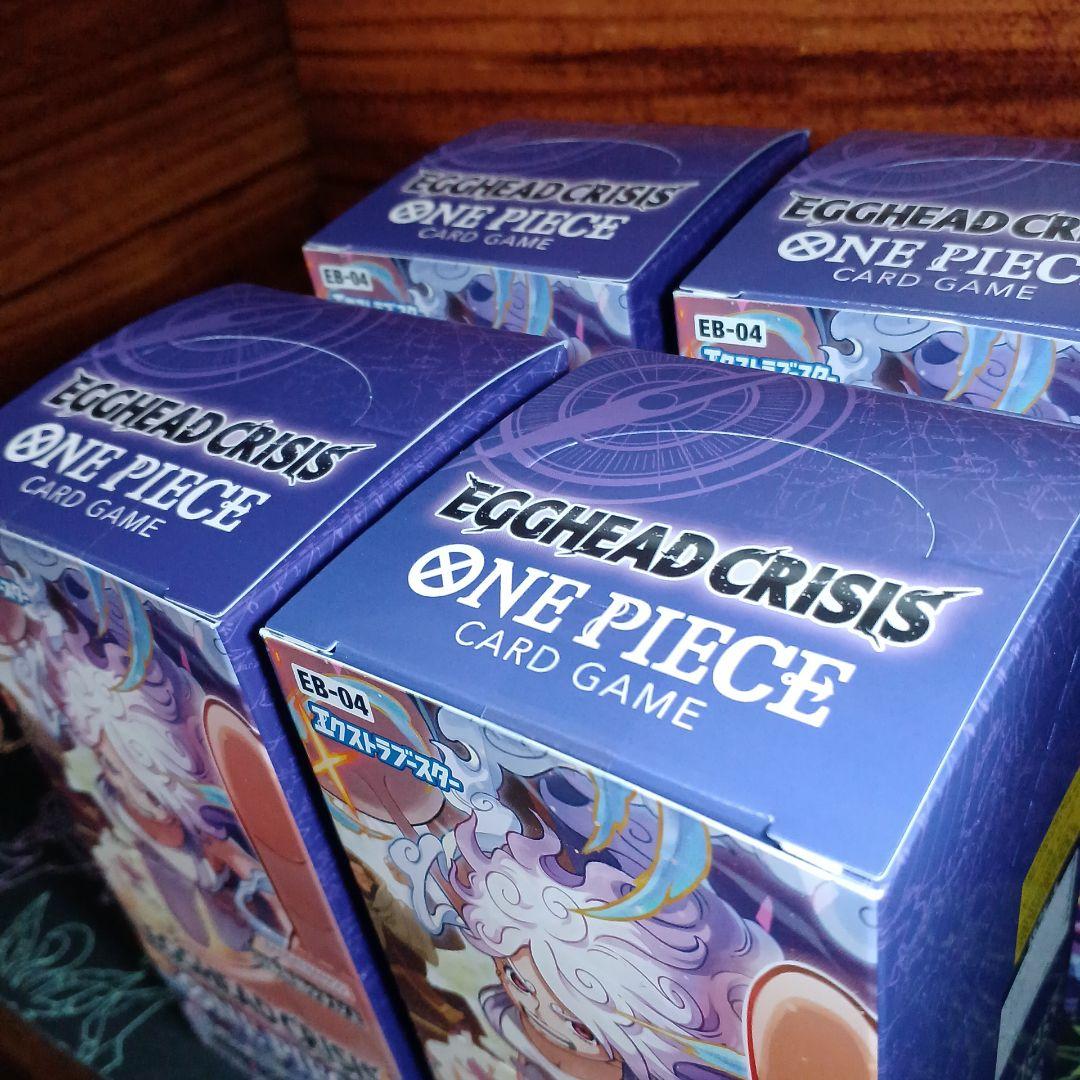 EGGHEAD CRISIS
ONE PIECE
CARD GAME
EB-04
エクストラブースター
EGGHEAD CRI
ONE PIEC
CARD GAME
EB-04
エクストラブースター
EGGHEAD CRISIS
ONE PIECE
CARD GAME
EGGHEAD CRISIS
EGGHEAD CRISIS
ONE PIECE
CARD GAME
EB-04
エクストラブースター